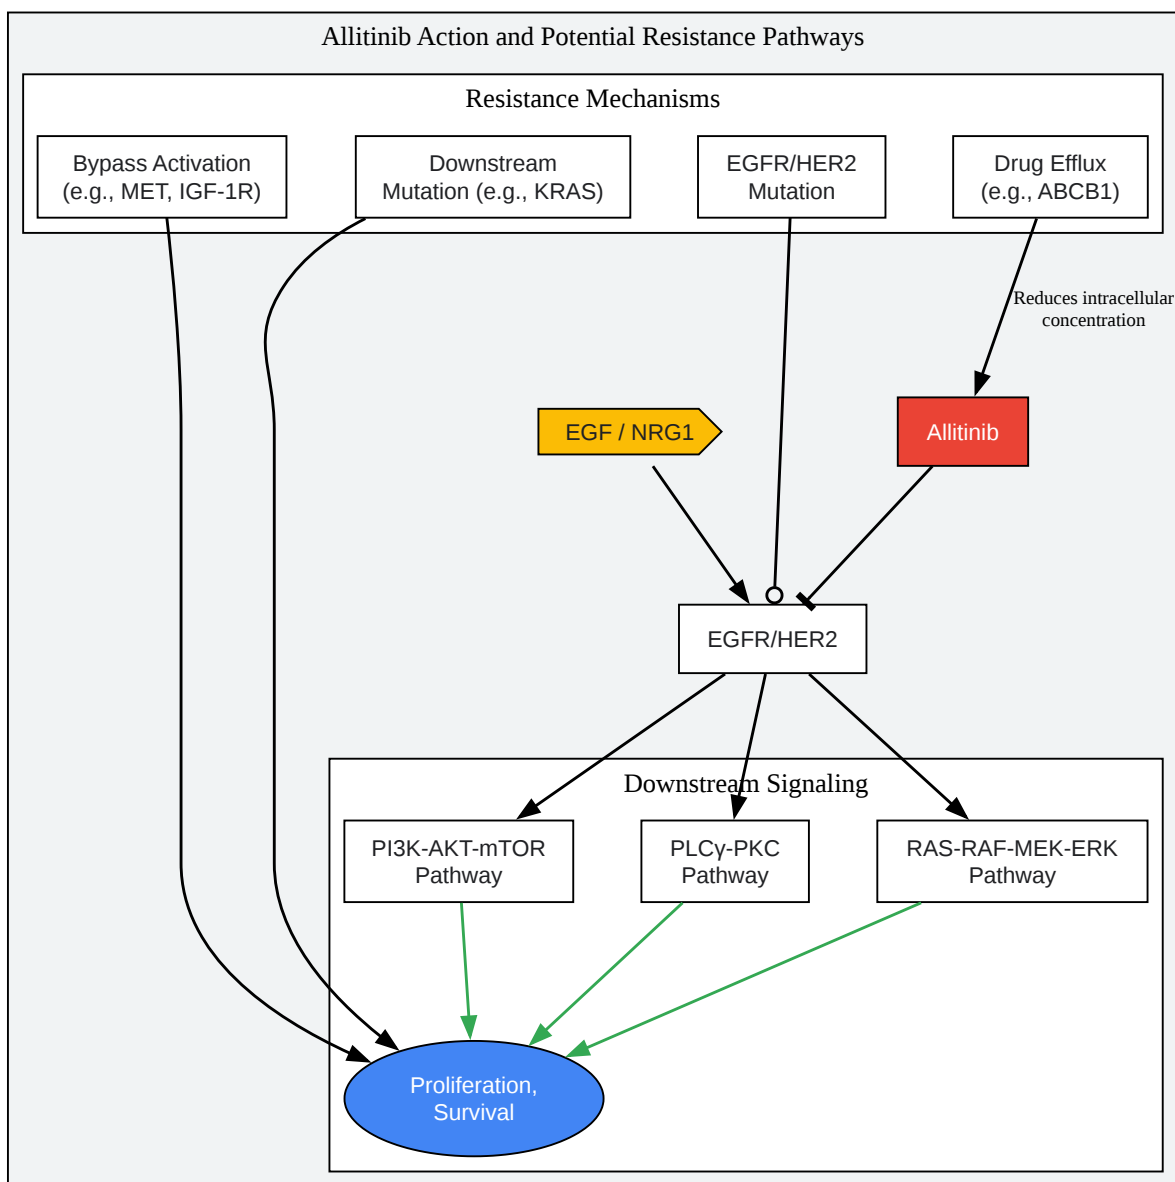 Allitinib Action and Potential Resistance Pathways
Resistance Mechanisms
Bypass Activation
(e.g., MET, IGF-1R)
Downstream
Mutation (e.g., KRAS)
EGFR/HER2
Mutation
Drug Efflux
(e.g., ABCB1)
Reduces intracellular
concentration
EGF / NRG1
Allitinib
EGFR/HER2
Downstream Signaling
PI3K-AKT-mTOR
Pathway
PLCγ-PKC
Pathway
RAS-RAF-MEK-ERK
Pathway
Proliferation,
Survival